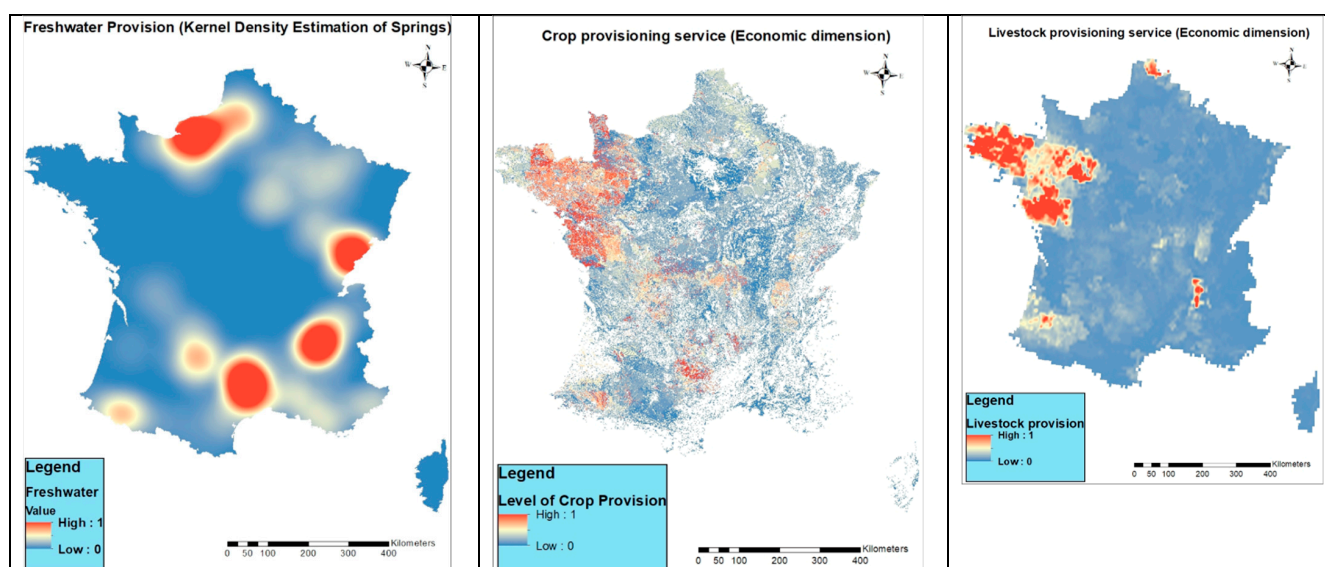 Freshwater Provision (Kernel Density Estimation of Springs)
N
W E
S
Legend
Freshwater
Value
High : 1
Low : 0
Kilometers
0 50 100 200 300 400
Crop provisioning service (Economic dimension)
N
W E
S
Legend
Level of Crop Provision
High : 1
Low : 0
Kilometers
0 50 100 200 300 400
Livestock provisioning service (Economic dimension)
N
W E
S
Legend
Livestock provision
High : 1
Low : 0
Kilometers
0 50 100 200 300 400